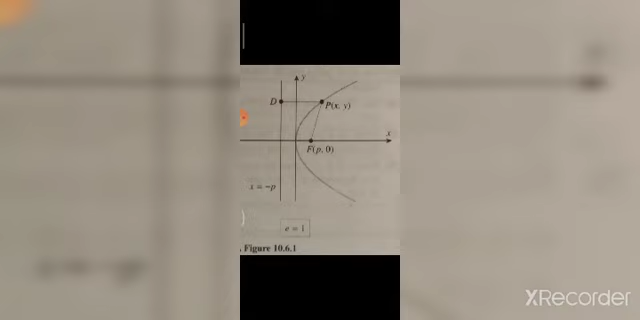 y
D
P(x, y)
x
F(p, 0)
x = −p
e = 1
. Figure 10.6.1
XRecorder